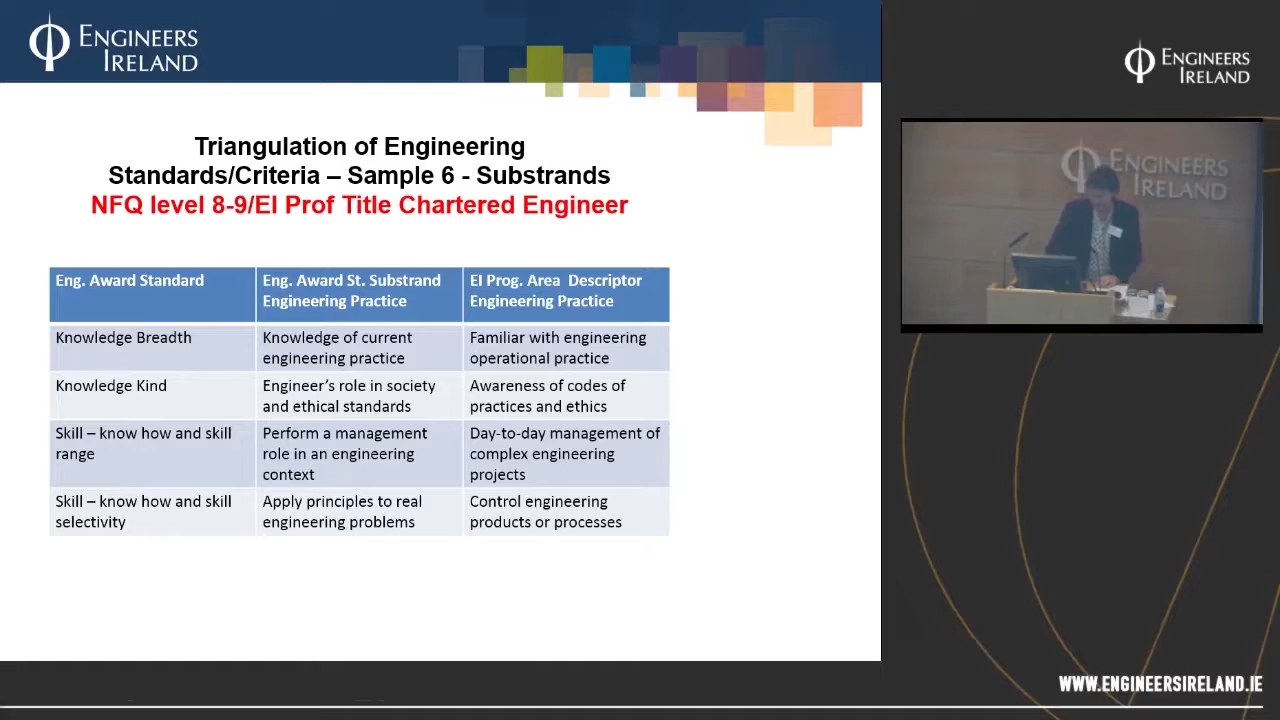 ENGINEERS
IRELAND
Triangulation of Engineering
Standards/Criteria – Sample 6 - Substrands
NFQ level 8-9/EI Prof Title Chartered Engineer
Eng. Award Standard
Eng. Award St. Substrand
Engineering Practice
EI Prog. Area Descriptor
Engineering Practice
Knowledge Breadth
Knowledge of current
engineering practice
Familiar with engineering
operational practice
Knowledge Kind
Engineer's role in society
and ethical standards
Awareness of codes of
practices and ethics
Skill – know how and skill
range
Perform a management
role in an engineering
context
Day-to-day management of
complex engineering
projects
Skill – know how and skill
selectivity
Apply principles to real
engineering problems
Control engineering
products or processes
ENGINEERS
IRELAND
ENGINEERS
IRELAND
WWW.ENGINEERSIRELAND.IE